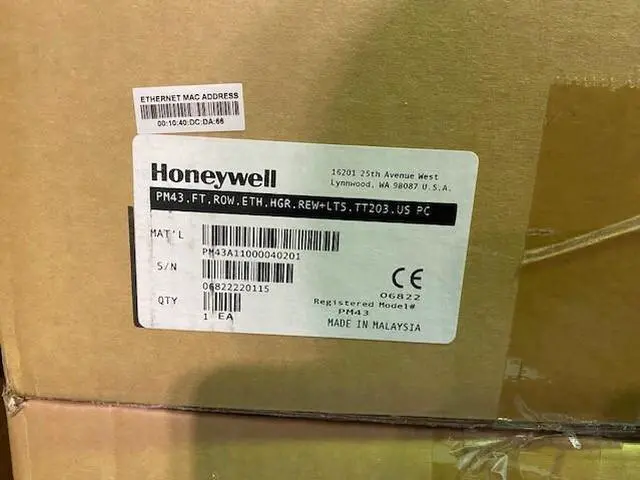 ETHERNET MAC ADDRESS
00:10:40:DC:DA:66
Honeywell
16201 25th Avenue West
Lynnwood, WA 98087 U.S.A.
PM43.FT.ROW.ETH.HGR.REW+LTS.TT203.US PC
MAT'L
PM43A11000040201
S/N
06822220115
QTY
1 EA
CE
06822
Registered Model#
PM43
MADE IN MALAYSIA